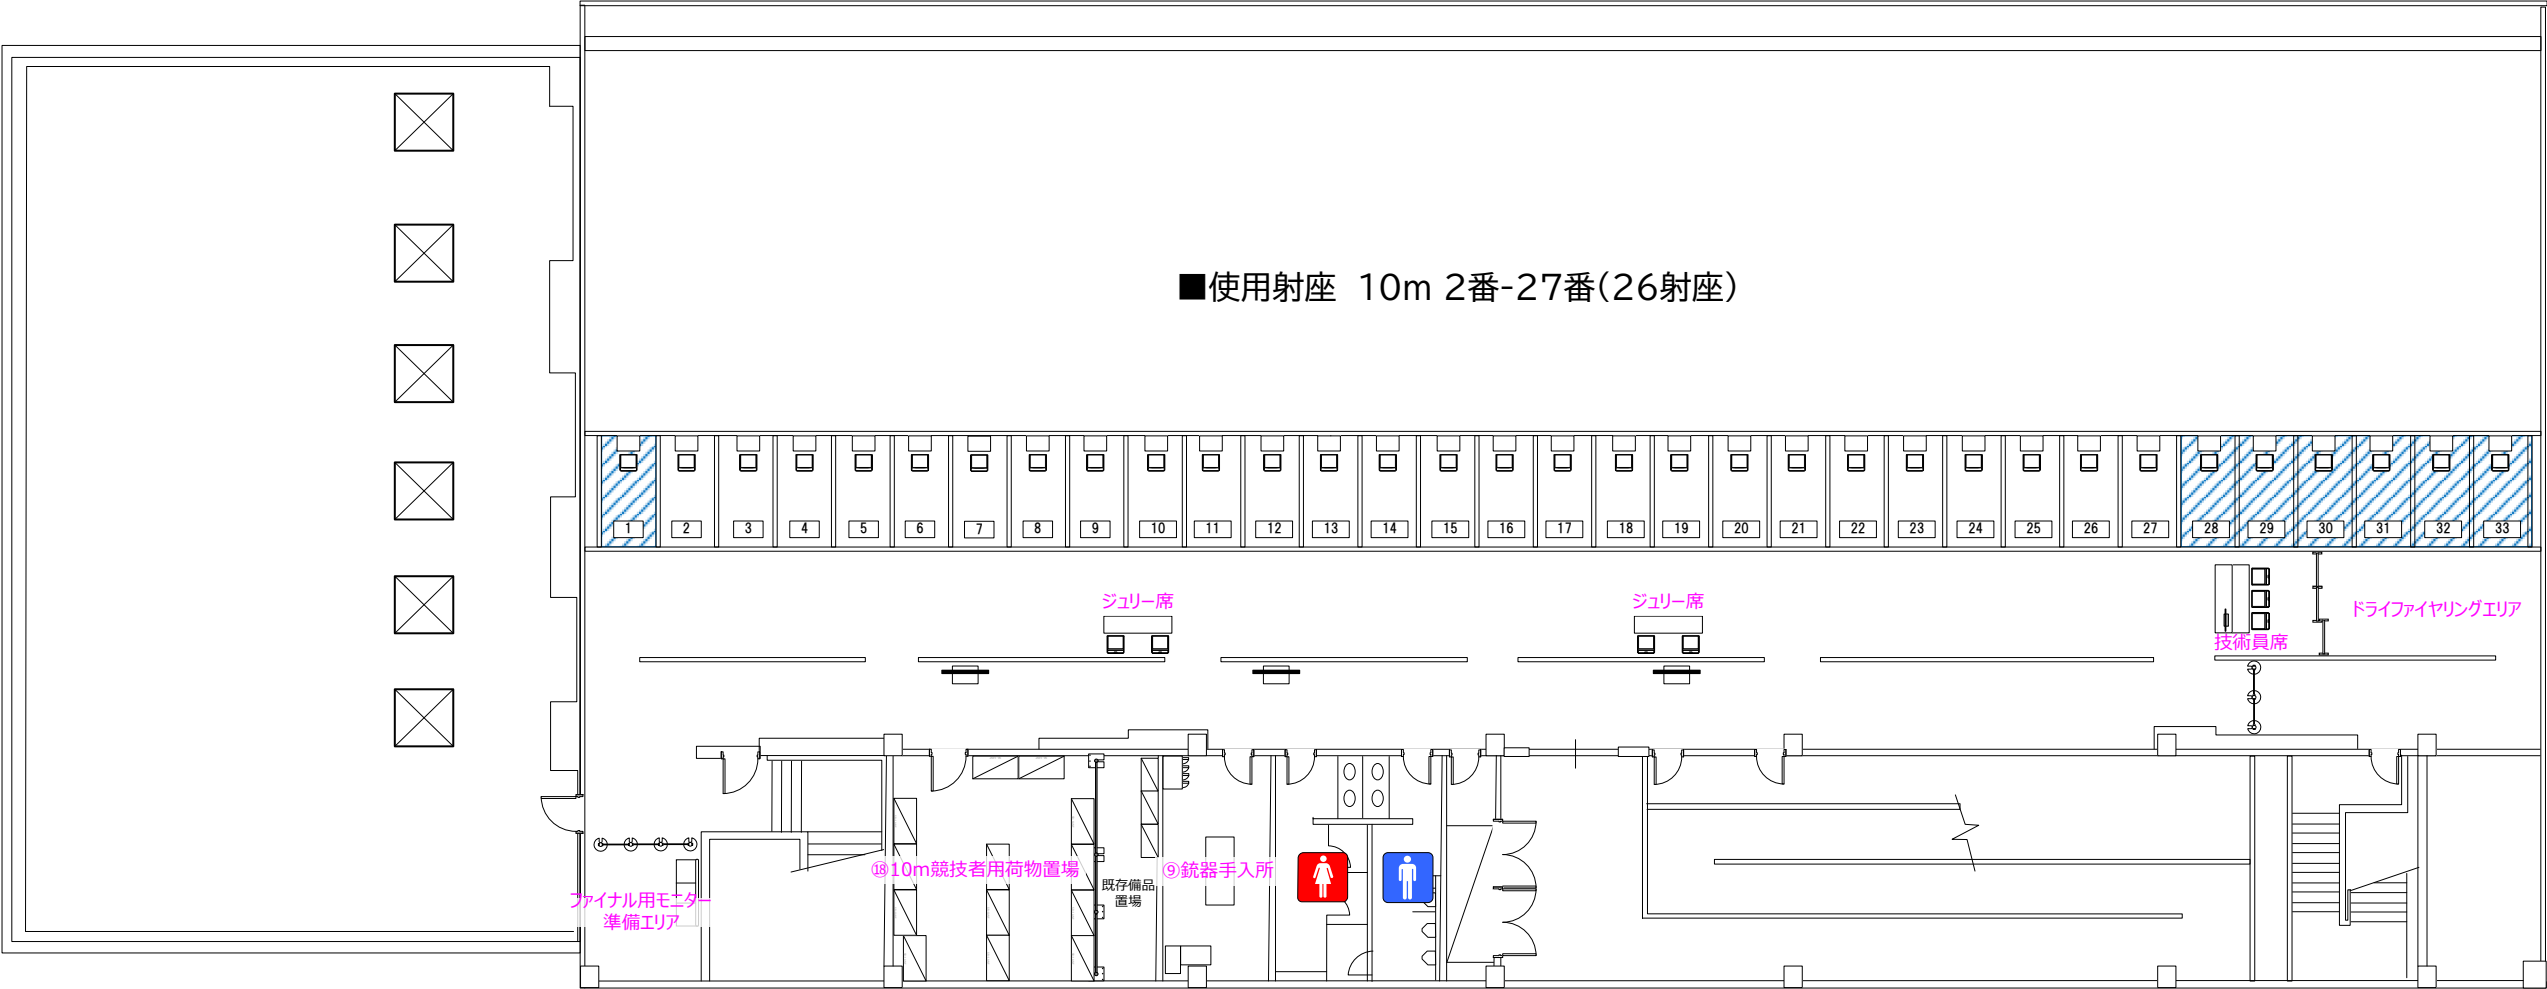 ■使用射座 10m 2番-27番(26射座)
1 2 3 4 5 6 7 8 9 10 11 12 13 14 15 16 17 18 19 20 21 22 23 24 25 26 27 28 29 30 31 32 33
ジュリー席
ジュリー席
ドライファイヤリングエリア
技術員席
ファイナル用モニター
準備エリア
⑱10m競技者用荷物置場
既存備品
置場
⑨銃器手入所